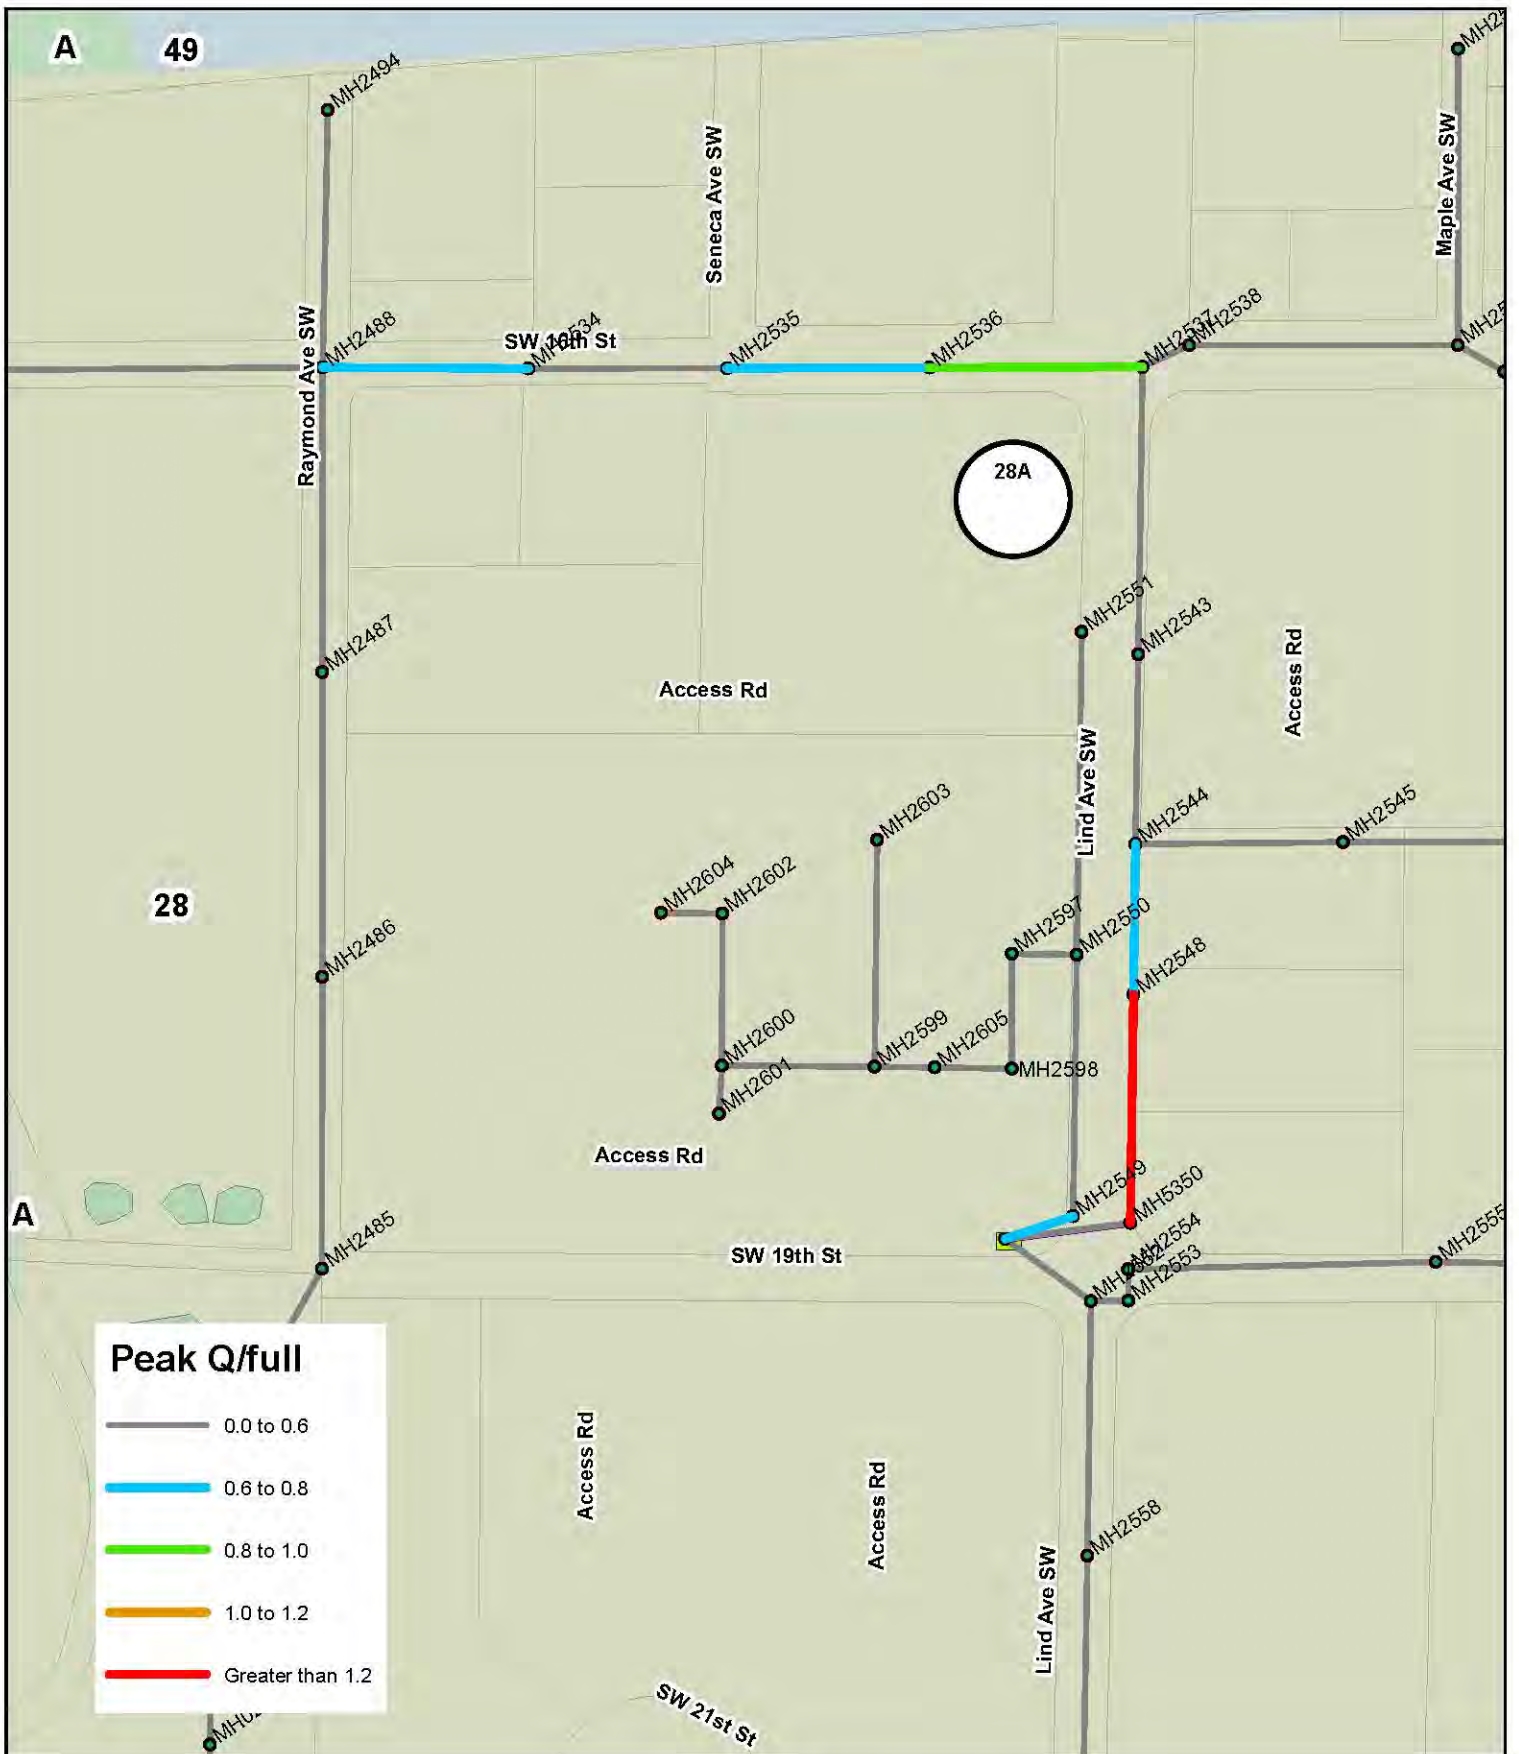 A
49
MH2494
Seneca Ave SW
Maple Ave SW
Raymond Ave SW
MH2488
SW 16th St
MH2535
MH2536
MH2537
MH2538
28A
MH2551
MH2543
MH2487
Access Rd
Access Rd
Lind Ave SW
MH2544
MH2545
MH2603
MH2604
MH2602
28
MH2486
MH2597
MH2550
MH2548
MH2600
MH2599
MH2605
MH2598
MH2601
Access Rd
MH2549
MH5350
A
MH2485
SW 19th St
MH2554
MH2553
MH2555
Peak Q/full
0.0 to 0.6
0.6 to 0.8
0.8 to 1.0
1.0 to 1.2
Greater than 1.2
Access Rd
Access Rd
MH2558
Lind Ave SW
SW 21st St